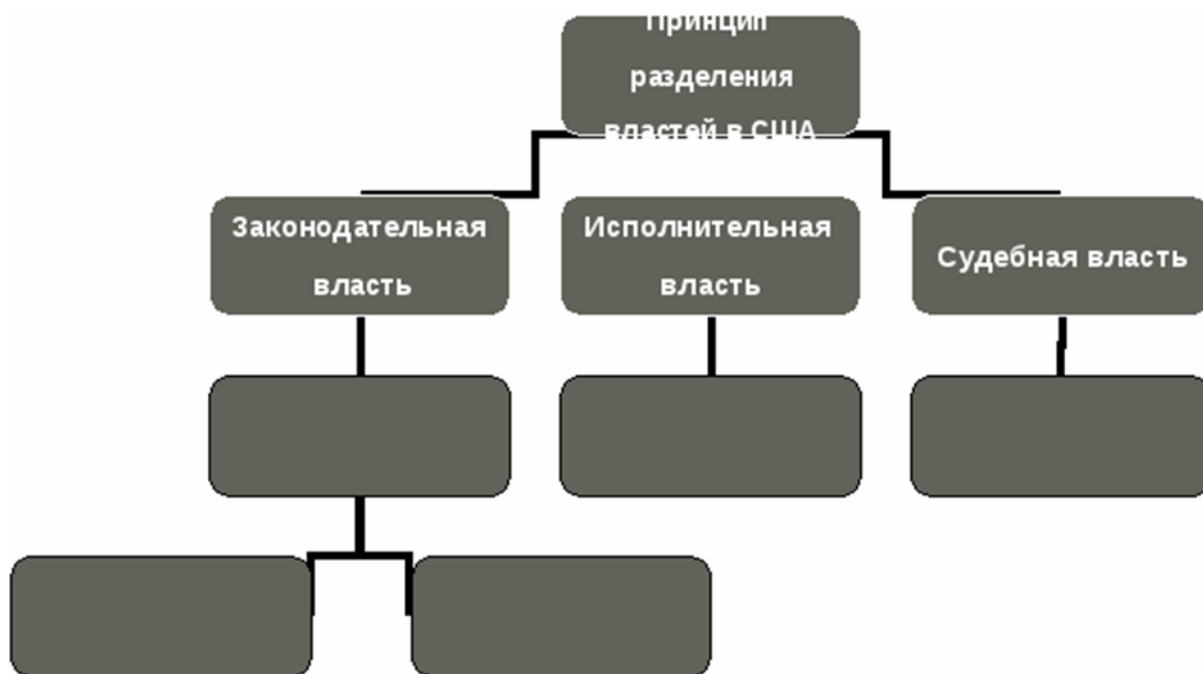 Принцип
разделения
властей в США
Законодательная
власть
Исполнительная
власть
Судебная власть